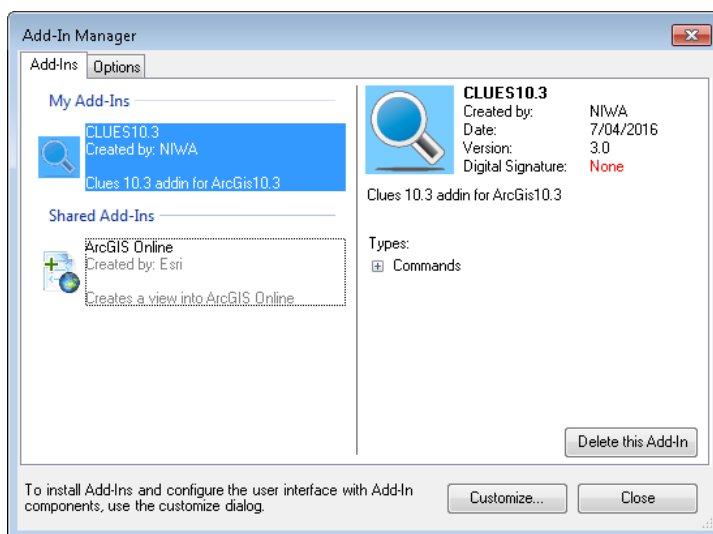 Add-In Manager
Add-Ins
Options
My Add-Ins
CLUES10.3
Created by: NIWA
Clues 10.3 addin for ArcGis10.3
Shared Add-Ins
ArcGIS Online
Created by: Esri
Creates a view into ArcGIS Online
CLUES10.3
Created by: NIWA
Date: 7/04/2016
Version: 3.0
Digital Signature: None
Clues 10.3 addin for ArcGis10.3
Types:
Commands
Delete this Add-In
To install Add-Ins and configure the user interface with Add-In
components, use the customize dialog.
Customize...
Close